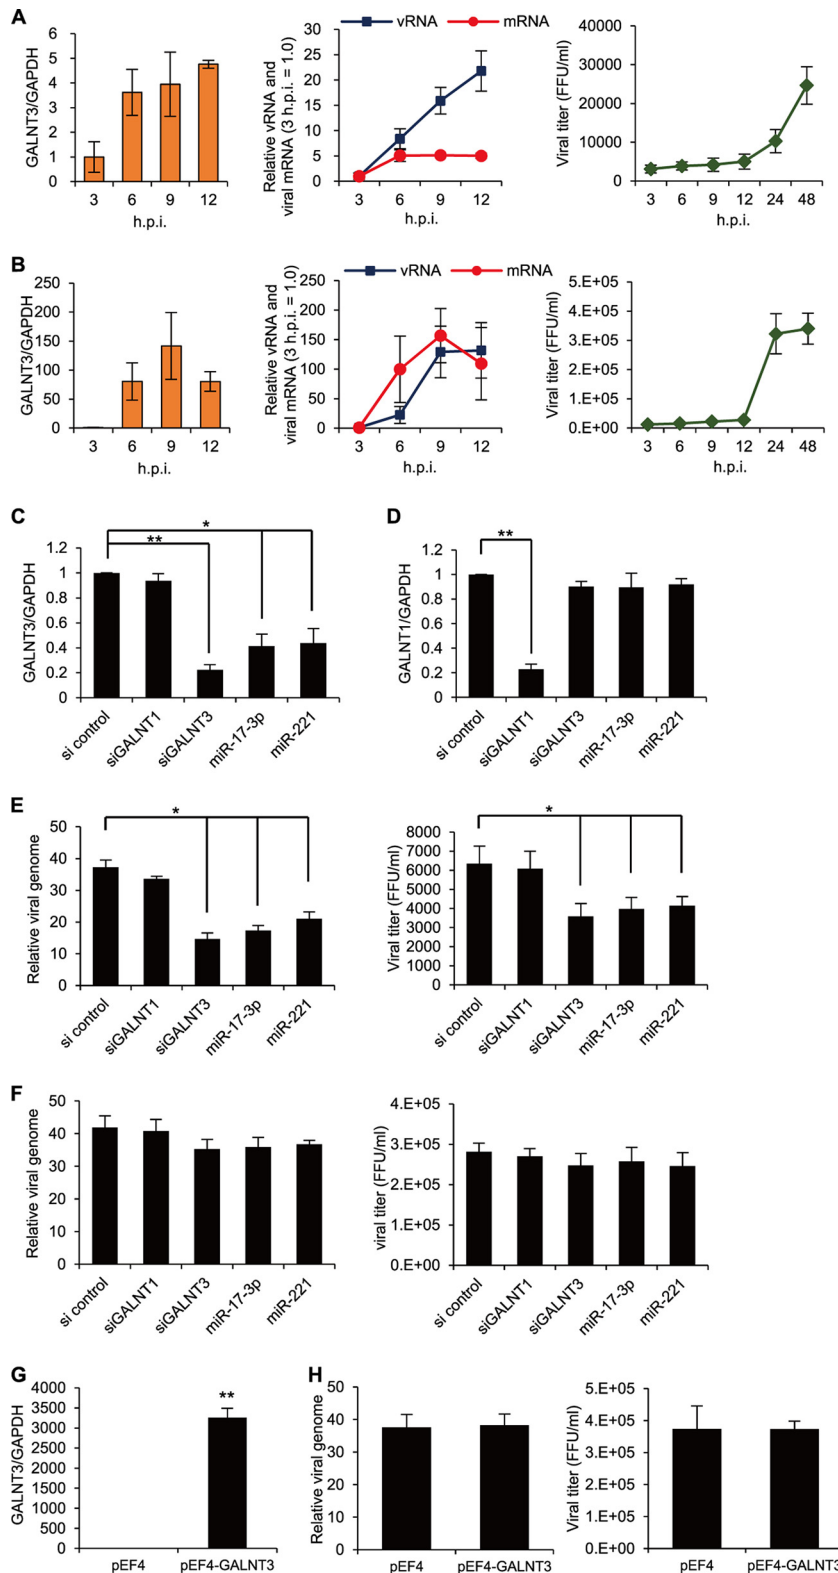 A
GALNT3/GAPDH
6
5
4
3
2
1
0
3 6 9 12
h.p.i.
vRNA mRNA
Relative vRNA and
viral mRNA (3 h.p.i. = 1.0)
30
25
20
15
10
5
0
3 6 9 12
h.p.i.
Viral titer (FFU/ml)
40000
30000
20000
10000
0
3 6 9 12 24 48
h.p.i.
B
GALNT3/GAPDH
250
200
150
100
50
0
3 6 9 12
h.p.i.
vRNA mRNA
Relative vRNA and
viral mRNA (3 h.p.i. = 1.0)
250
200
150
100
50
0
3 6 9 12
h.p.i.
Viral titer (FFU/ml)
5.E+05
4.E+05
3.E+05
2.E+05
1.E+05
0.E+00
3 6 9 12 24 48
h.p.i.
C
*
**
GALNT3/GAPDH
1.2
1
0.8
0.6
0.4
0.2
0
si control
siGALNT1
siGALNT3
miR-17-3p
miR-221
D
**
GALNT1/GAPDH
1.2
1
0.8
0.6
0.4
0.2
0
si control
siGALNT1
siGALNT3
miR-17-3p
miR-221
E
*
Relative viral genome
50
40
30
20
10
0
si control
siGALNT1
siGALNT3
miR-17-3p
miR-221
*
Viral titer (FFU/ml)
8000
7000
6000
5000
4000
3000
2000
1000
0
si control
siGALNT1
siGALNT3
miR-17-3p
miR-221
F
Relative viral genome
50
40
30
20
10
0
si control
siGALNT1
siGALNT3
miR-17-3p
miR-221
viral titer (FFU/ml)
4.E+05
3.E+05
2.E+05
1.E+05
0.E+00
si control
siGALNT1
siGALNT3
miR-17-3p
miR-221
G
GALNT3/GAPDH
4000
3500
3000
2500
2000
1500
1000
500
0
**
pEF4 pEF4-GALNT3
H
Relative viral genome
50
40
30
20
10
0
pEF4 pEF4-GALNT3
Viral titer (FFU/ml)
5.E+05
4.E+05
3.E+05
2.E+05
1.E+05
0.E+00
pEF4 pEF4-GALNT3